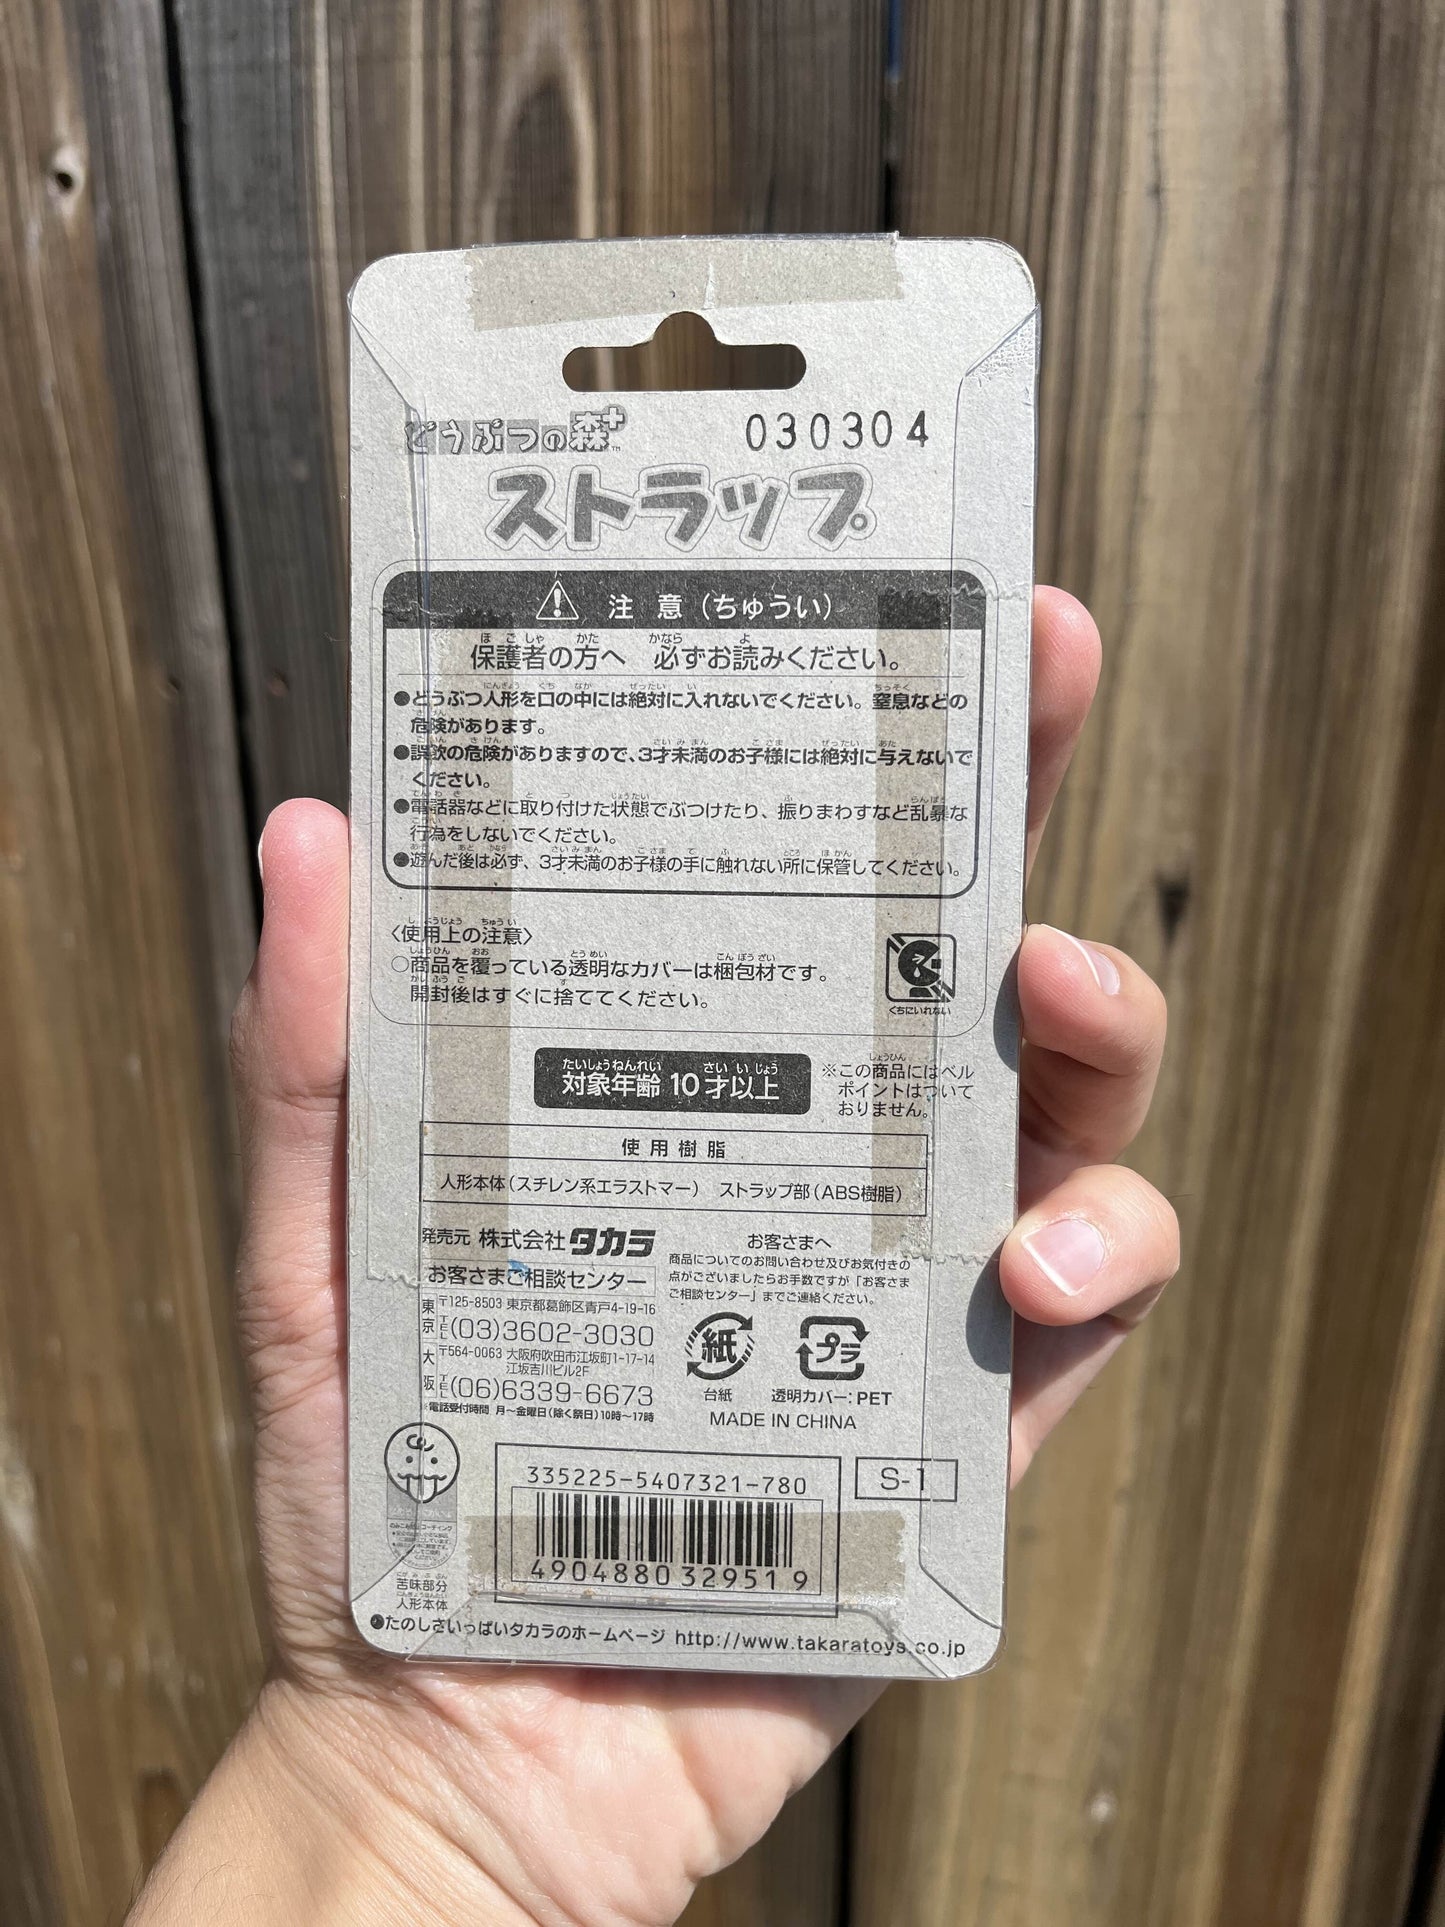 どうぶつの森+™
030304
ストラップ
注 意（ちゅうい）
保護者の方へ 必ずお読みください。
●どうぶつ人形を口の中には絶対に入れないでください。窒息などの
危険があります。
●誤飲の危険がありますので、3才未満のお子様には絶対に与えないで
ください。
●電話器などに取り付けた状態でぶつけたり、振りまわすなど乱暴な
行為をしないでください。
●遊んだ後は必ず、3才未満のお子様の手に触れない所に保管してください。
〈使用上の注意〉
○商品を覆っている透明なカバーは梱包材です。
開封後はすぐに捨ててください。
くちにいれない
たいしょうねんれい さい いじょう
対象年齢 10才以上
※この商品にはベル
ポイントはついて
おりません。
使用樹脂
人形本体（スチレン系エラストマー） ストラップ部（ABS樹脂）
発売元 株式会社タカラ
お客さまご相談センター
東京 〒125-8503 東京都葛飾区青戸4-19-16
TEL(03)3602-3030
大阪 〒564-0063 大阪府吹田市江坂町1-17-14
江坂吉川ビル2F
TEL(06)6339-6673
※電話受付時間 月〜金曜日（除く祭日）10時〜17時
お客さまへ
商品についてのお問い合わせ及びお気付きの
点がございましたらお手数ですが「お客さま
ご相談センター」までご連絡ください。
紙 プラ
台紙 透明カバー：PET
MADE IN CHINA
335225-5407321-780
S-1
4904880329519
苦味部分
人形本体
●たのしさいっぱいタカラのホームページ http://www.takaratoys.co.jp